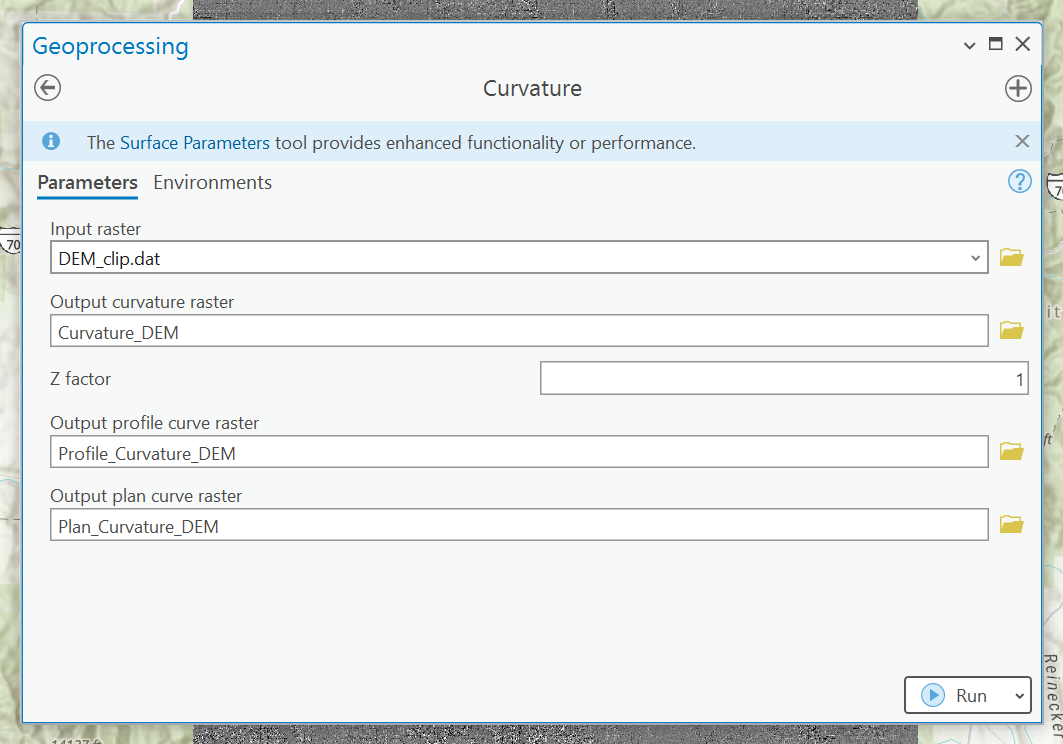 Geoprocessing
Curvature
The Surface Parameters tool provides enhanced functionality or performance.
Parameters Environments
?
70
Input raster
70
DEM_clip.dat
Output curvature raster
Curvature_DEM
Z factor
1
Output profile curve raster
ft
Profile_Curvature_DEM
Output plan curve raster
Plan_Curvature_DEM
Run
Reinecker